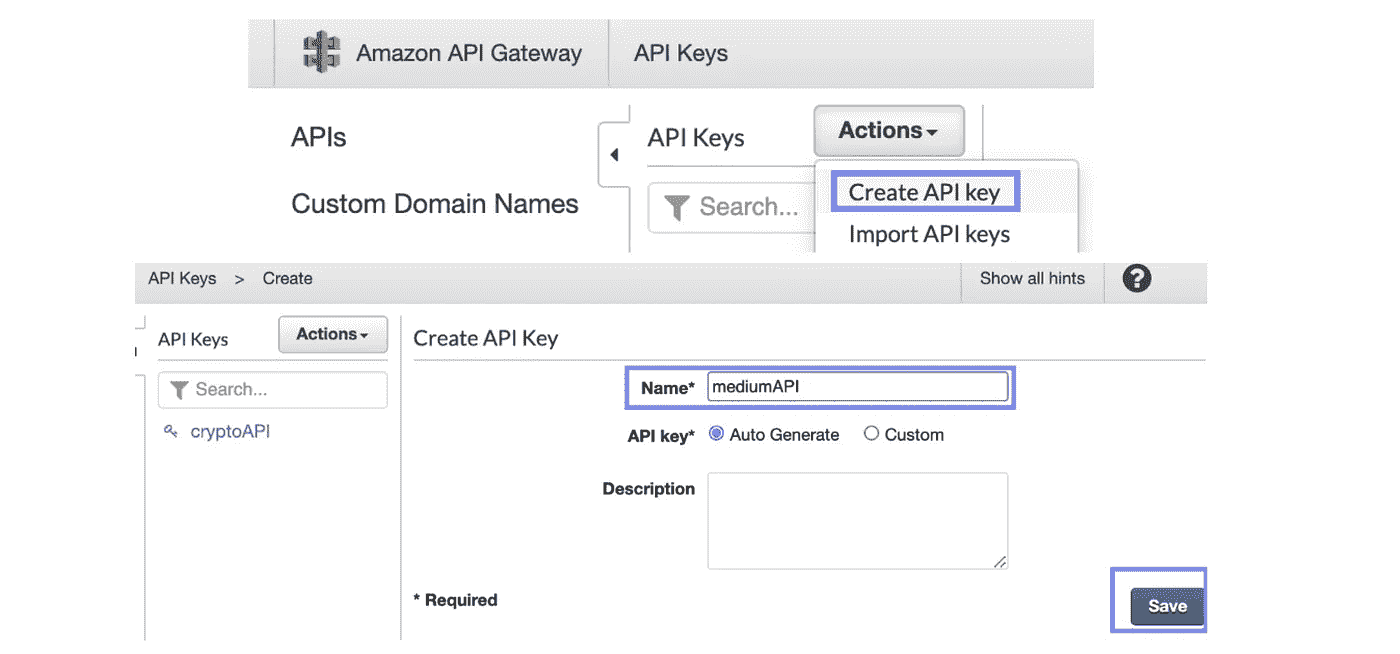 Amazon API Gateway API Keys
APIs
API Keys
Actions
Custom Domain Names
Search...
Create API key
Import API keys
API Keys > Create
Show all hints
?
API Keys
Actions
Create API Key
Search...
Name* mediumAPI
cryptoAPI
API key* Auto Generate Custom
Description
* Required
Save